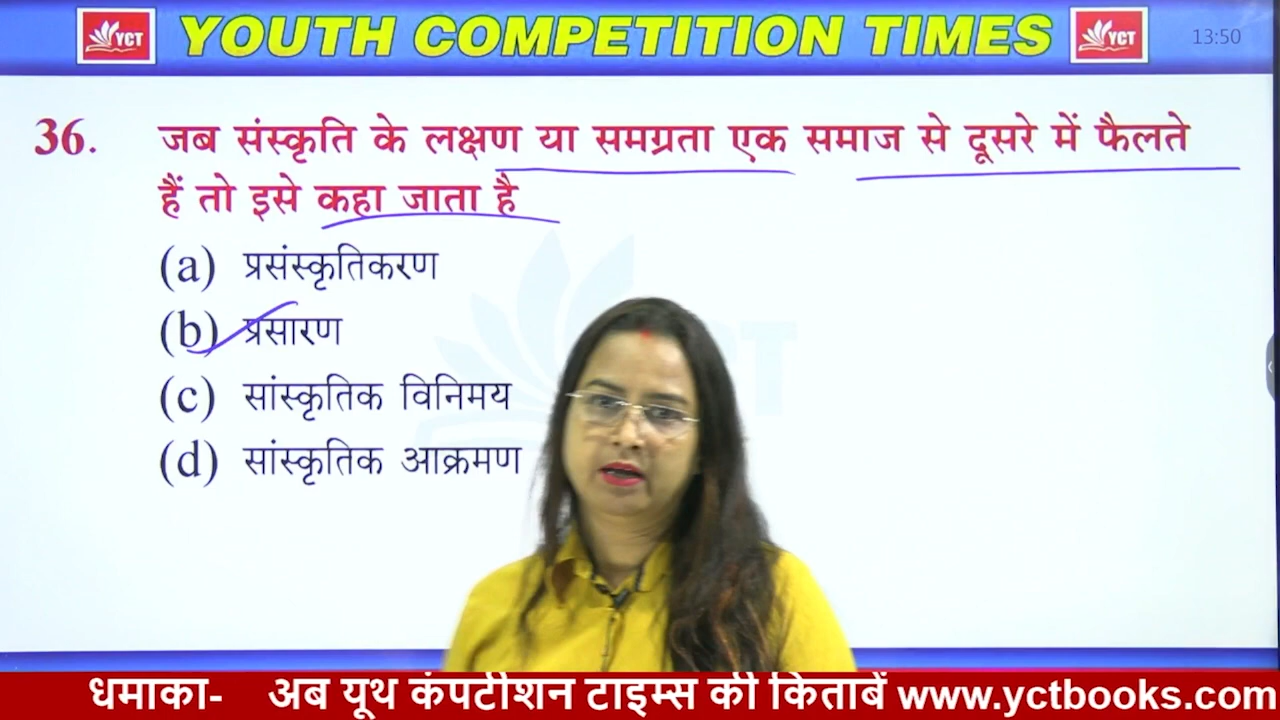 YCT
YOUTH COMPETITION TIMES
YCT
13:50
36. जब संस्कृति के लक्षण या समग्रता एक समाज से दूसरे में फैलते
हैं तो इसे कहा जाता है
(a) प्रसंस्कृतिकरण
(b) प्रसारण
(c) सांस्कृतिक विनिमय
(d) सांस्कृतिक आक्रमण
YCT
धमाका- अब यूथ कंपटीशन टाइम्स की किताबें www.yctbooks.com